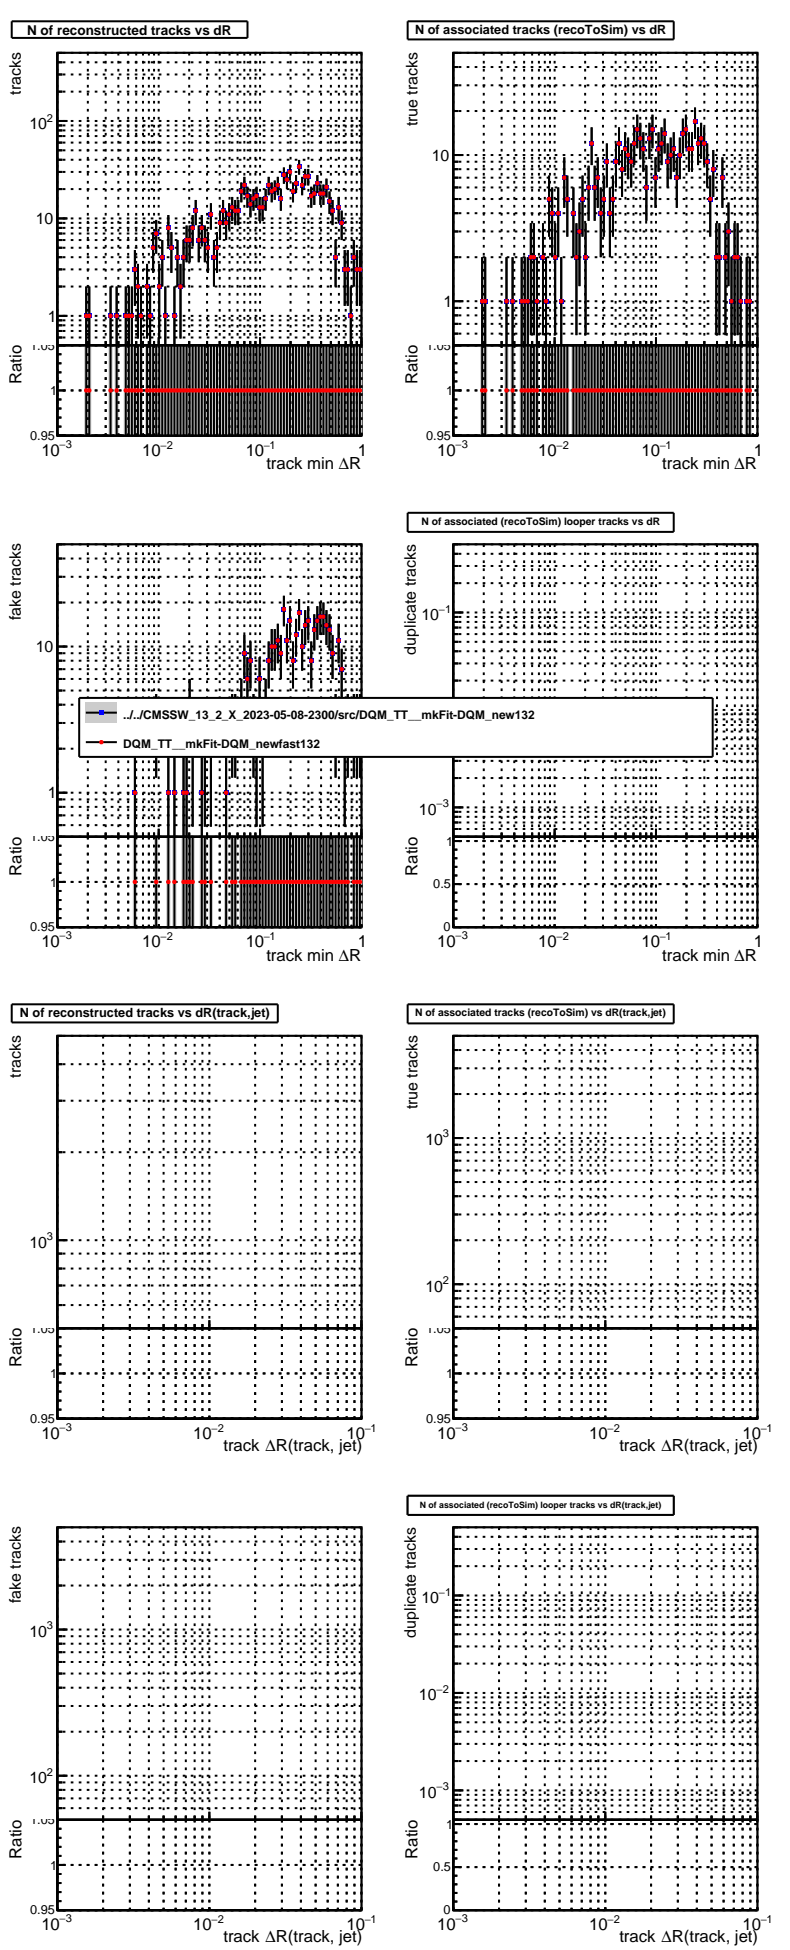 N of reconstructed tracks vs dR
tracks
10²
10
1
1.05
Ratio
1
0.95
10⁻³ 10⁻² 10⁻¹ 1
track min ΔR
N of associated tracks (recoToSim) vs dR
true tracks
10
1
1.05
Ratio
1
0.95
10⁻³ 10⁻² 10⁻¹ 1
track min ΔR
fake tracks
10
1
1.05
Ratio
1
0.95
10⁻³ 10⁻² 10⁻¹ 1
track min ΔR
N of associated (recoToSim) looper tracks vs dR
duplicate tracks
10⁻¹
10⁻³
Ratio
1
0.5
0
10⁻³ 10⁻² 10⁻¹ 1
track min ΔR
../../CMSSW_13_2_X_2023-05-08-2300/src/DQM_TT__mkFit-DQM_new132
DQM_TT__mkFit-DQM_newfast132
N of reconstructed tracks vs dR(track,jet)
tracks
10³
1.05
Ratio
1
0.95
10⁻³ 10⁻² 10⁻¹
track ΔR(track, jet)
N of associated tracks (recoToSim) vs dR(track,jet)
true tracks
10³
10²
1.05
Ratio
1
0.95
10⁻³ 10⁻² 10⁻¹
track ΔR(track, jet)
fake tracks
10³
10²
1.05
Ratio
1
0.95
10⁻³ 10⁻² 10⁻¹
track ΔR(track, jet)
N of associated (recoToSim) looper tracks vs dR(track,jet)
duplicate tracks
10⁻¹
10⁻²
10⁻³
Ratio
1
0.5
0
10⁻³ 10⁻² 10⁻¹
track ΔR(track, jet)